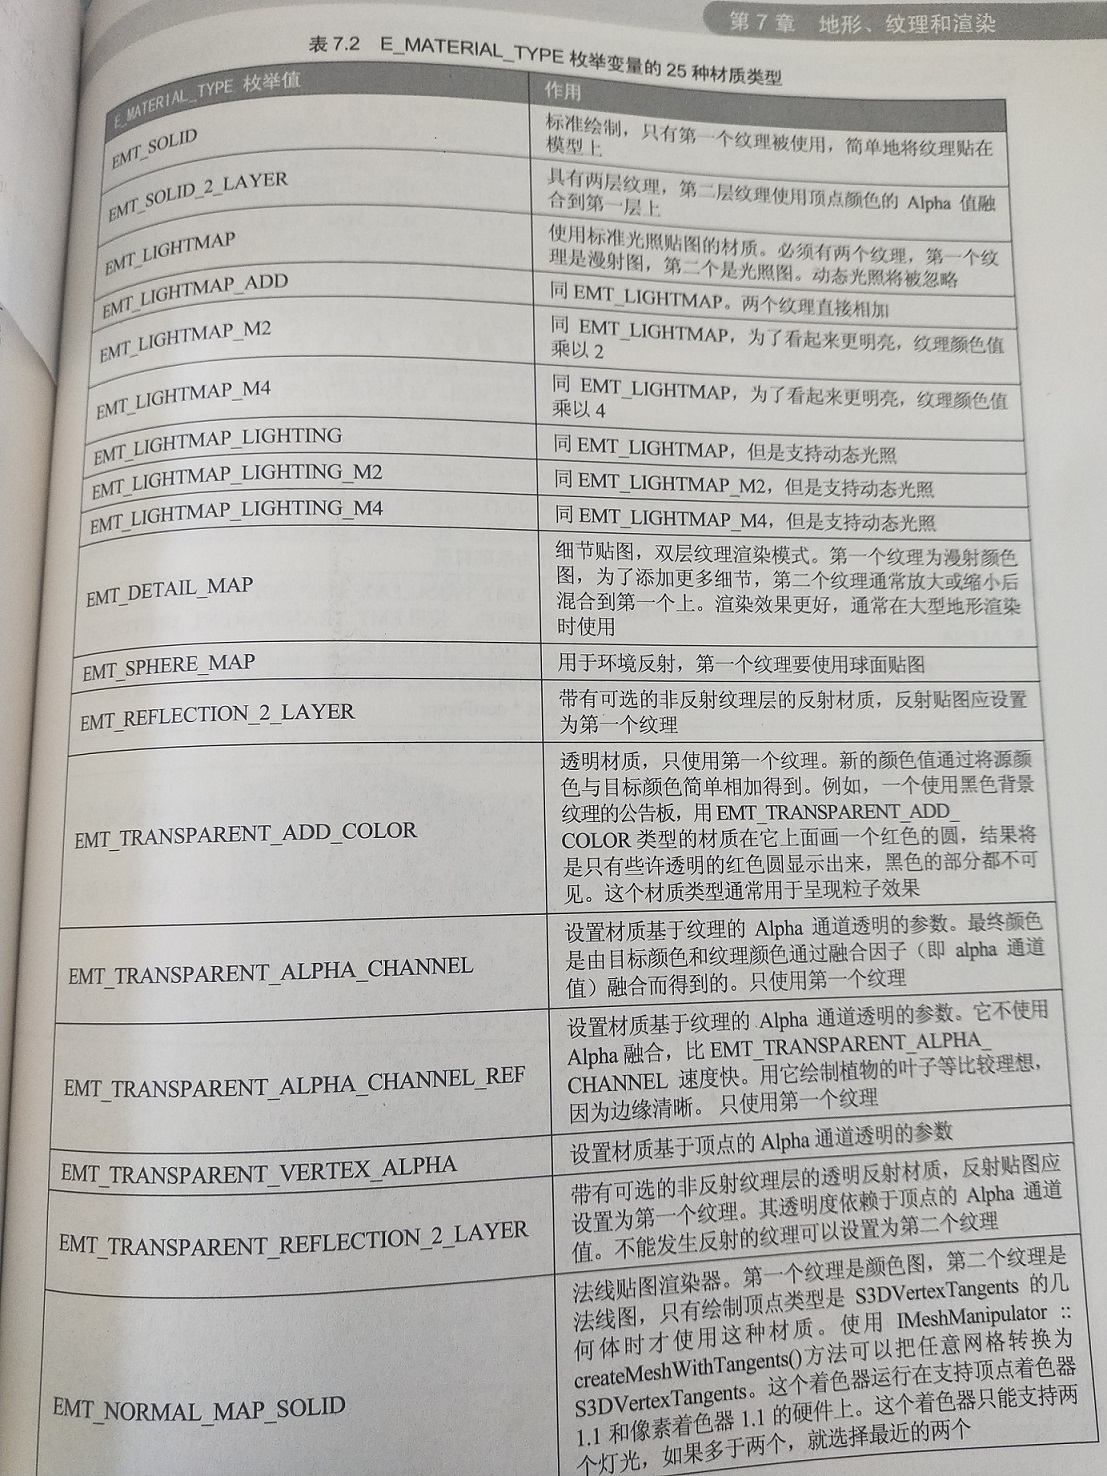 第 7 章 地形、纹理和渲染
表 7.2 E_MATERIAL_TYPE 枚举变量的 25 种材质类型
E_MATERIAL_TYPE 枚举值
作用
EMT_SOLID
标准绘制，只有第一个纹理被使用，简单地将纹理贴在
模型上
EMT_SOLID_2_LAYER
具有两层纹理，第二层纹理使用顶点颜色的 Alpha 值融
合到第一层上
EMT_LIGHTMAP
使用标准光照贴图的材质。必须有两个纹理，第一个纹
理是漫射图，第二个是光照图。动态光照将被忽略
EMT_LIGHTMAP_ADD
同 EMT_LIGHTMAP。两个纹理直接相加
EMT_LIGHTMAP_M2
同 EMT_LIGHTMAP，为了看起来更明亮，纹理颜色值
乘以 2
EMT_LIGHTMAP_M4
同 EMT_LIGHTMAP，为了看起来更明亮，纹理颜色值
乘以 4
EMT_LIGHTMAP_LIGHTING
同 EMT_LIGHTMAP，但是支持动态光照
EMT_LIGHTMAP_LIGHTING_M2
同 EMT_LIGHTMAP_M2，但是支持动态光照
EMT_LIGHTMAP_LIGHTING_M4
同 EMT_LIGHTMAP_M4，但是支持动态光照
EMT_DETAIL_MAP
细节贴图，双层纹理渲染模式。第一个纹理为漫射颜色
图，为了添加更多细节，第二个纹理通常放大或缩小后
混合到第一个上。渲染效果更好，通常在大型地形渲染
时使用
EMT_SPHERE_MAP
用于环境反射，第一个纹理要使用球面贴图
EMT_REFLECTION_2_LAYER
带有可选的非反射纹理层的反射材质，反射贴图应设置
为第一个纹理
EMT_TRANSPARENT_ADD_COLOR
透明材质，只使用第一个纹理。新的颜色值通过将源颜
色与目标颜色简单相加得到。例如，一个使用黑色背景
纹理的公告板，用 EMT_TRANSPARENT_ADD_
COLOR 类型的材质在它上面画一个红色的圆，结果将
是只有些许透明的红色圆显示出来，黑色的部分都不可
见。这个材质类型通常用于呈现粒子效果
EMT_TRANSPARENT_ALPHA_CHANNEL
设置材质基于纹理的 Alpha 通道透明的参数。最终颜色
是由目标颜色和纹理颜色通过融合因子（即 alpha 通道
值）融合而得到的。只使用第一个纹理
EMT_TRANSPARENT_ALPHA_CHANNEL_REF
设置材质基于纹理的 Alpha 通道透明的参数。它不使用
Alpha 融合，比 EMT_TRANSPARENT_ALPHA_
CHANNEL 速度快。用它绘制植物的叶子等比较理想，
因为边缘清晰。 只使用第一个纹理
EMT_TRANSPARENT_VERTEX_ALPHA
设置材质基于顶点的 Alpha 通道透明的参数
EMT_TRANSPARENT_REFLECTION_2_LAYER
带有可选的非反射纹理层的透明反射材质，反射贴图应
设置为第一个纹理。其透明度依赖于顶点的 Alpha 通道
值。不能发生反射的纹理可以设置为第二个纹理
EMT_NORMAL_MAP_SOLID
法线贴图渲染器。第一个纹理是颜色图，第二个纹理是
法线图，只有绘制顶点类型是 S3DVertexTangents 的几
何体时才使用这种材质。使用 IMeshManipulator ::
createMeshWithTangents()方法可以把任意网格转换为
S3DVertexTangents。这个着色器运行在支持顶点着色器
1.1 和像素着色器 1.1 的硬件上。这个着色器只能支持两
个灯光，如果多于两个，就选择最近的两个